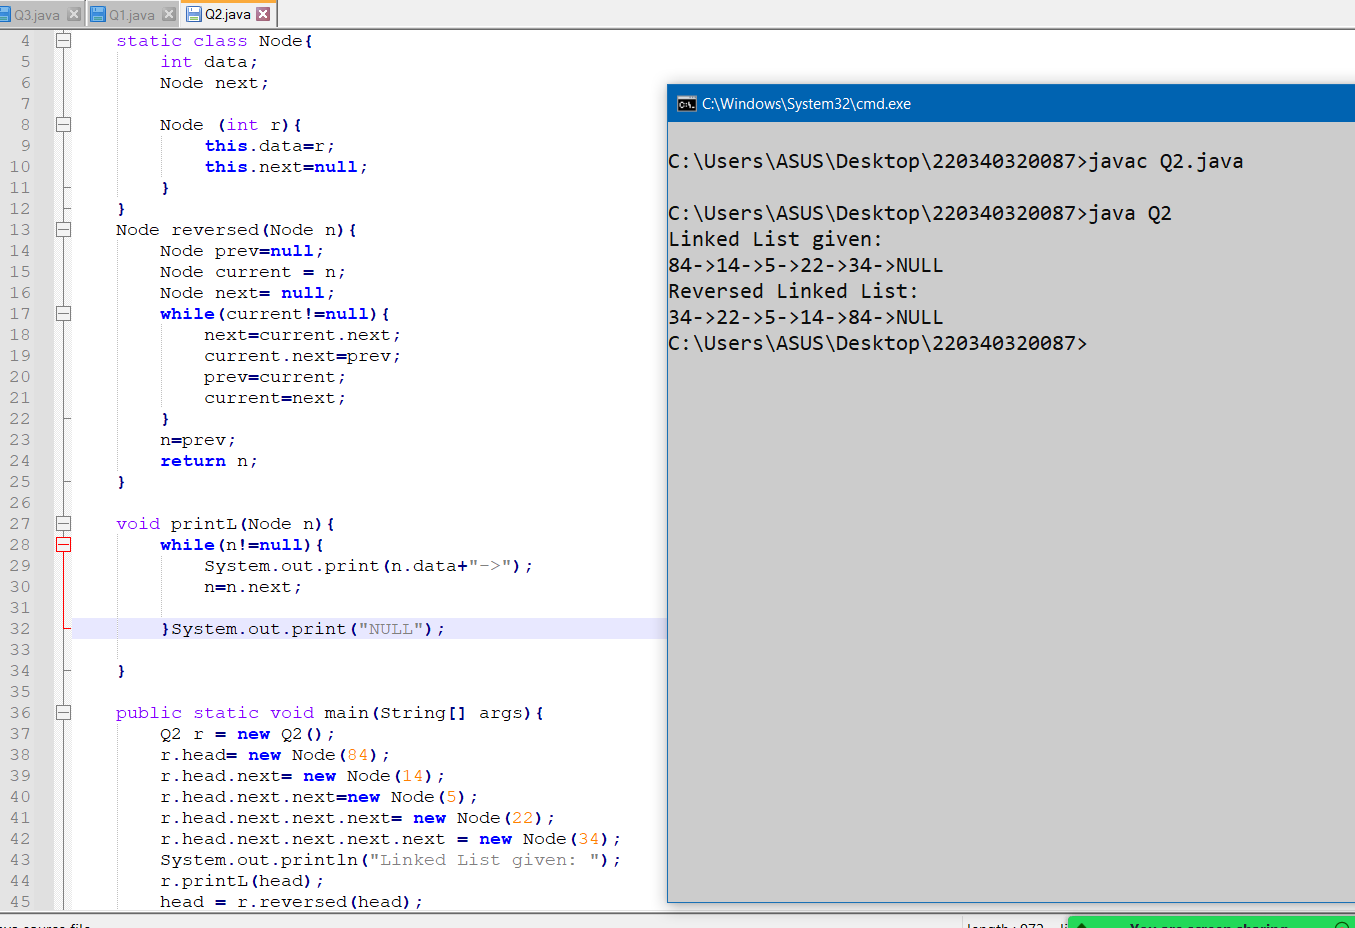 Q3.java Q1.java Q2.java
4 static class Node{
5 int data;
6 Node next;
7
8 Node (int r){
9 this.data=r;
10 this.next=null;
11 }
12 }
13 Node reversed(Node n){
14 Node prev=null;
15 Node current = n;
16 Node next= null;
17 while(current!=null){
18 next=current.next;
19 current.next=prev;
20 prev=current;
21 current=next;
22 }
23 n=prev;
24 return n;
25 }
26
27 void printL(Node n){
28 while(n!=null){
29 System.out.print(n.data+"->");
30 n=n.next;
31
32 }System.out.print("NULL");
33
34 }
35
36 public static void main(String[] args){
37 Q2 r = new Q2();
38 r.head= new Node(84);
39 r.head.next= new Node(14);
40 r.head.next.next=new Node(5);
41 r.head.next.next.next= new Node(22);
42 r.head.next.next.next.next = new Node(34);
43 System.out.println("Linked List given: ");
44 r.printL(head);
45 head = r.reversed(head);
C:\Windows\System32\cmd.exe
C:\Users\ASUS\Desktop\220340320087>javac Q2.java
C:\Users\ASUS\Desktop\220340320087>java Q2
Linked List given:
84->14->5->22->34->NULL
Reversed Linked List:
34->22->5->14->84->NULL
C:\Users\ASUS\Desktop\220340320087>